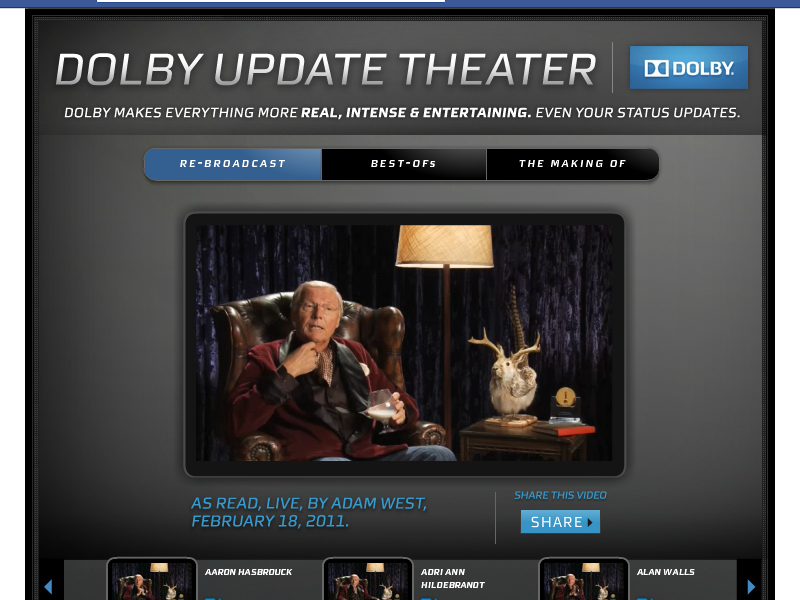 DOLBY UPDATE THEATER
DOLBY.
DOLBY MAKES EVERYTHING MORE REAL, INTENSE & ENTERTAINING. EVEN YOUR STATUS UPDATES.
RE-BROADCAST
BEST-OFs
THE MAKING OF
AS READ, LIVE, BY ADAM WEST,
FEBRUARY 18, 2011.
SHARE THIS VIDEO
SHARE
AARON HASBROUCK
ADRI ANN
HILDEBRANDT
ALAN WALLS